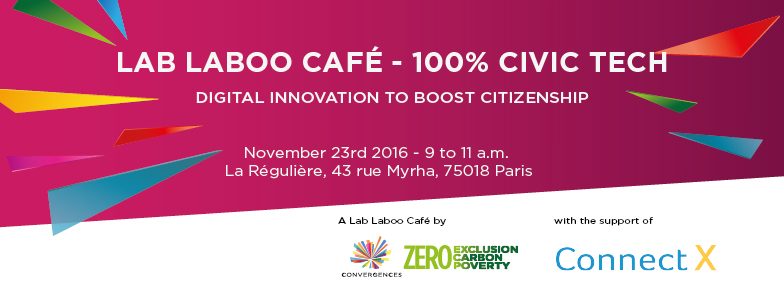 LAB LABOO CAFÉ - 100% CIVIC TECH
DIGITAL INNOVATION TO BOOST CITIZENSHIP
November 23rd 2016 - 9 to 11 a.m.
La Régulière, 43 rue Myrha, 75018 Paris
A Lab Laboo Café by
with the support of
CONVERGENCES
ZERO EXCLUSION
CARBON
POVERTY
Connect X